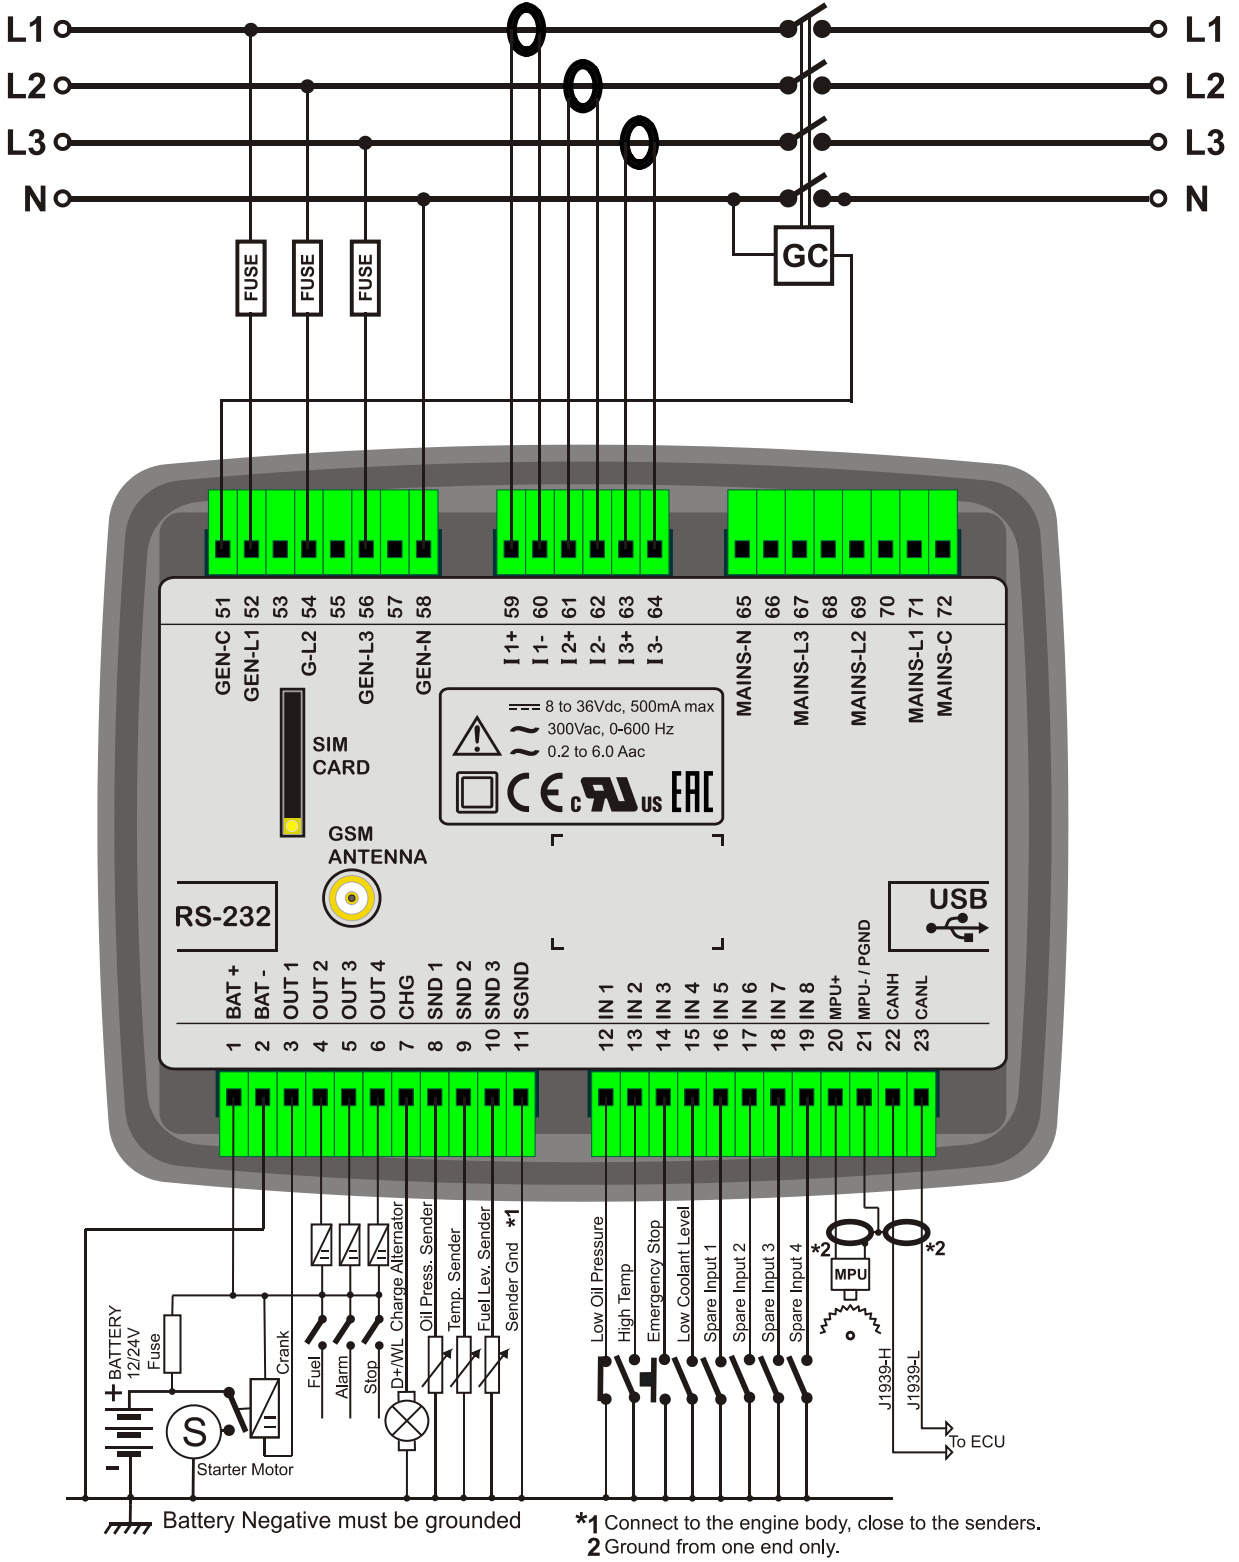 L1 L1
L2 L2
L3 L3
N N
FUSE FUSE FUSE
GC
51 52 53 54 55 56 57 58
GEN-C GEN-L1 G-L2 GEN-L3 GEN-N
59 60 61 62 63 64
I1+ I1- I2+ I2- I3+ I3-
65 66 67 68 69 70 71 72
MAINS-N MAINS-L3 MAINS-L2 MAINS-L1 MAINS-C
8 to 36Vdc, 500mA max
300Vac, 0-600 Hz
0.2 to 6.0 Aac
CE c US EAC
SIM
CARD
GSM
ANTENNA
RS-232
USB
BAT + BAT - OUT 1 OUT 2 OUT 3 OUT 4 CHG SND 1 SND 2 SND 3 SGND
1 2 3 4 5 6 7 8 9 10 11
IN 1 IN 2 IN 3 IN 4 IN 5 IN 6 IN 7 IN 8 MPU+ MPU- / PGND CANH CANL
12 13 14 15 16 17 18 19 20 21 22 23
D+/WL Charge Alternator
Oil Press. Sender
Temp. Sender
Fuel Lev. Sender
Sender Gnd *1
Low Oil Pressure
High Temp
Emergency Stop
Low Coolant Level
Spare Input 1
Spare Input 2
Spare Input 3
Spare Input 4
*2 *2
MPU
J1939-H
J1939-L
To ECU
+ BATTERY
12/24V
Fuse
Crank
Fuel
Alarm
Stop
S
-
Starter Motor
Battery Negative must be grounded
*1 Connect to the engine body, close to the senders.
2 Ground from one end only.